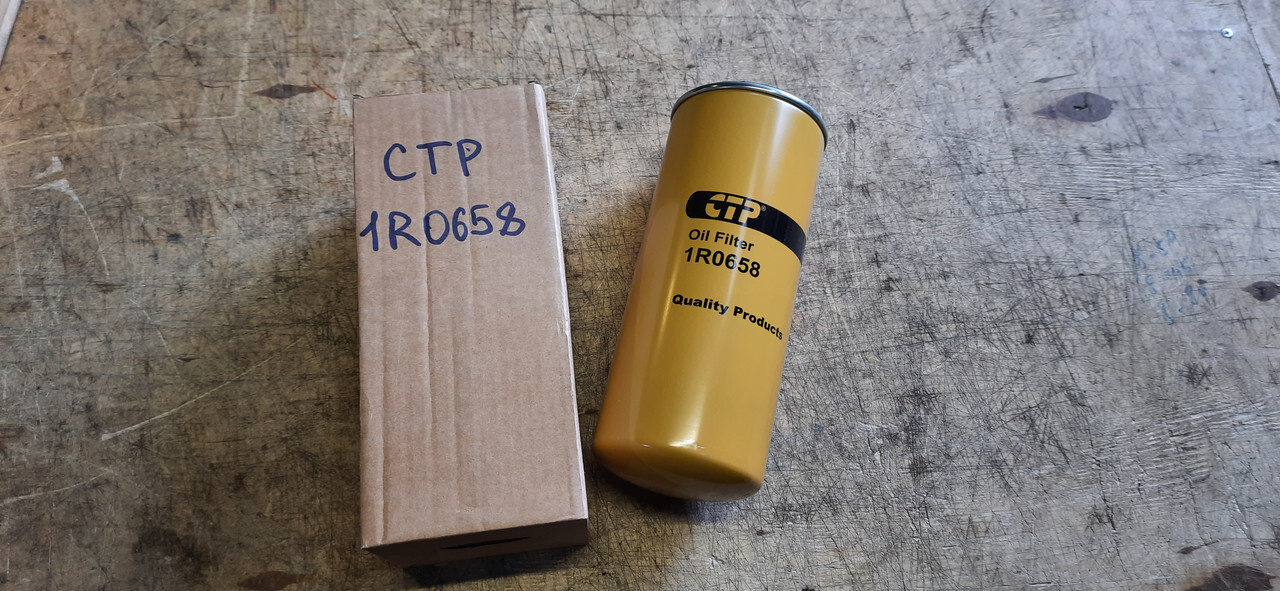 CTP
1R0658
CTP®
Oil Filter
1R0658
Quality Products